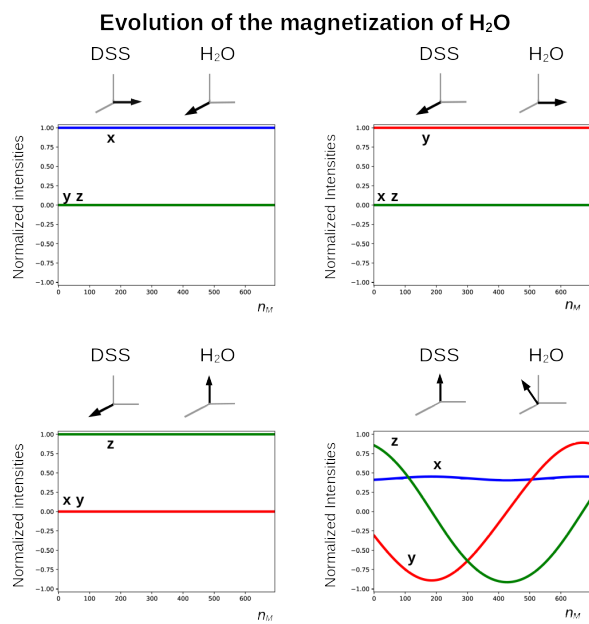 Evolution of the magnetization of H₂O
DSS H₂O
Normalized intensities
1.00
0.75
0.50
0.25
0.00
−0.25
−0.50
−0.75
−1.00
x
y z
0 100 200 300 400 500 600
n_M
DSS H₂O
Normalized Intensities
1.00
0.75
0.50
0.25
0.00
−0.25
−0.50
−0.75
−1.00
y
x z
0 100 200 300 400 500 600
n_M
DSS H₂O
Normalized intensities
1.00
0.75
0.50
0.25
0.00
−0.25
−0.50
−0.75
−1.00
z
x y
0 100 200 300 400 500 600
n_M
DSS H₂O
Normalized Intensities
1.00
0.75
0.50
0.25
0.00
−0.25
−0.50
−0.75
−1.00
z
x
y
0 100 200 300 400 500 600
n_M